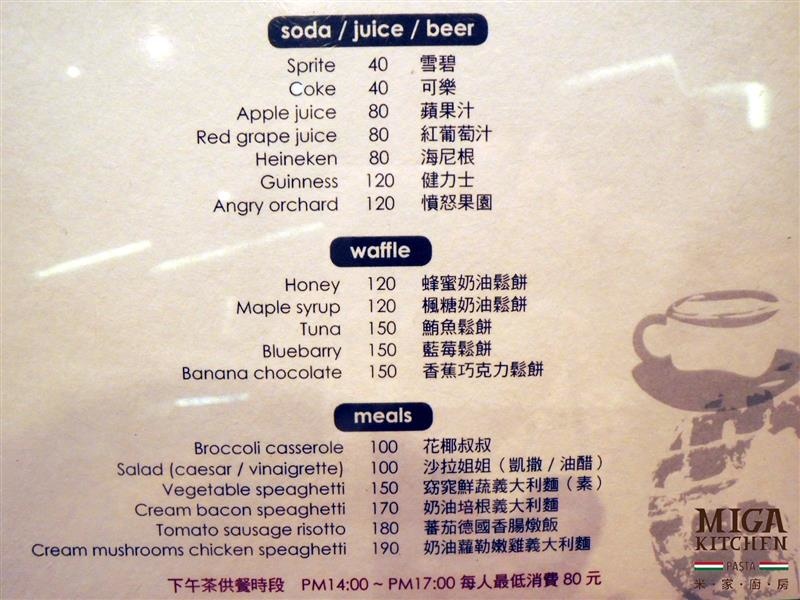 soda / juice / beer
Sprite 40 雪碧
Coke 40 可樂
Apple juice 80 蘋果汁
Red grape juice 80 紅葡萄汁
Heineken 80 海尼根
Guinness 120 健力士
Angry orchard 120 憤怒果園
waffle
Honey 120 蜂蜜奶油鬆餅
Maple syrup 120 楓糖奶油鬆餅
Tuna 150 鮪魚鬆餅
Bluebarry 150 藍莓鬆餅
Banana chocolate 150 香蕉巧克力鬆餅
meals
Broccoli casserole 100 花椰叔叔
Salad (caesar / vinaigrette) 100 沙拉姐姐（凱撒 / 油醋）
Vegetable speaghetti 150 窈窕鮮蔬義大利麵（素）
Cream bacon speaghetti 170 奶油培根義大利麵
Tomato sausage risotto 180 蕃茄德國香腸燉飯
Cream mushrooms chicken speaghetti 190 奶油蘿勒嫩雞義大利麵
下午茶供餐時段 PM14:00 ~ PM17:00 每人最低消費 80 元
MIGA
KITCHEN
PASTA
米·家·廚·房